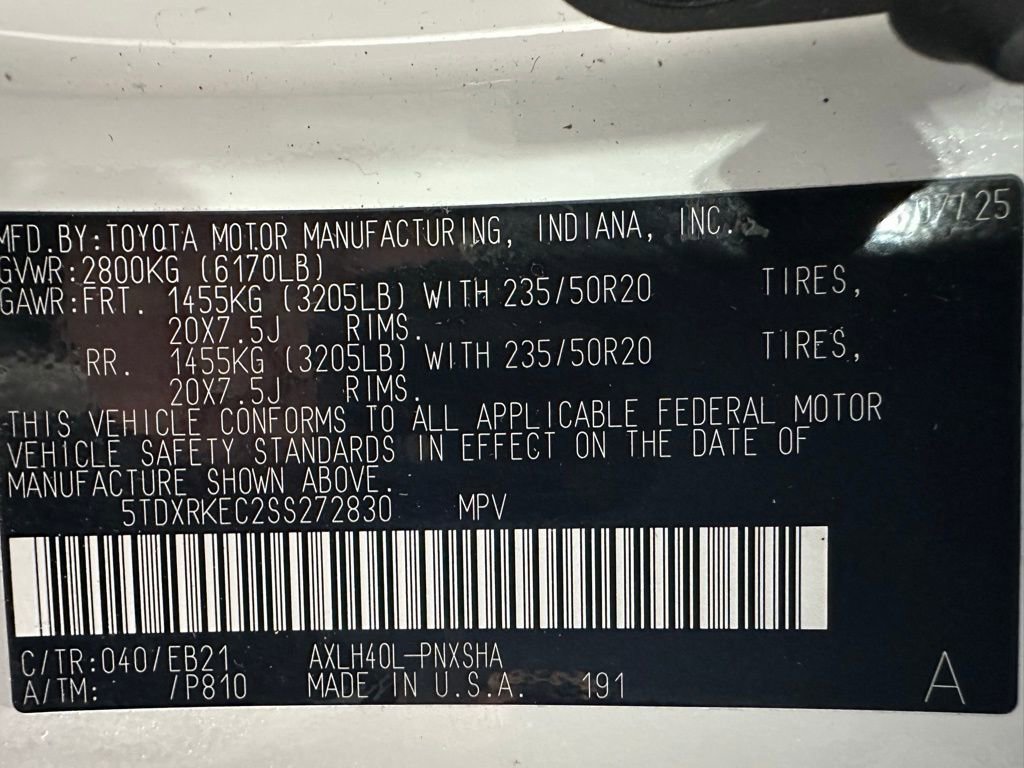 07/25
MFD.BY:TOYOTA MOTOR MANUFACTURING, INDIANA, INC.
GVWR:2800KG (6170LB)
GAWR:FRT. 1455KG (3205LB) WITH 235/50R20 TIRES,
20X7.5J RIMS.
RR. 1455KG (3205LB) WITH 235/50R20 TIRES,
20X7.5J RIMS.
THIS VEHICLE CONFORMS TO ALL APPLICABLE FEDERAL MOTOR
VEHICLE SAFETY STANDARDS IN EFFECT ON THE DATE OF
MANUFACTURE SHOWN ABOVE.
5TDXRKEC2SS272830 MPV
C/TR:040/EB21 AXLH40L-PNXSHA
A/TM: /P810 MADE IN U.S.A. 191
A